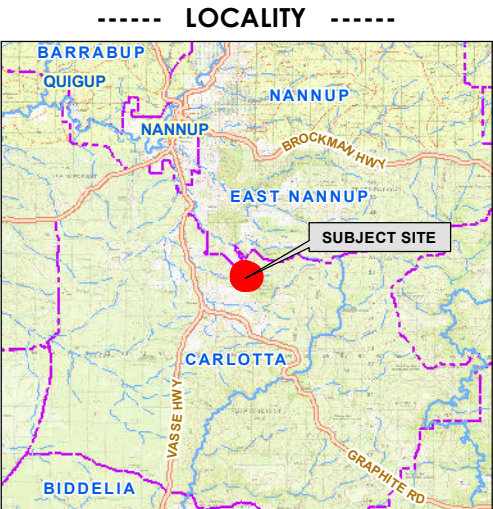 ------ LOCALITY ------
BARRABUP
QUIGUP
NANNUP
NANNUP
BROCKMAN HWY
EAST NANNUP
SUBJECT SITE
CARLOTTA
VASSE HWY
GRAPHITE RD
BIDDELIA